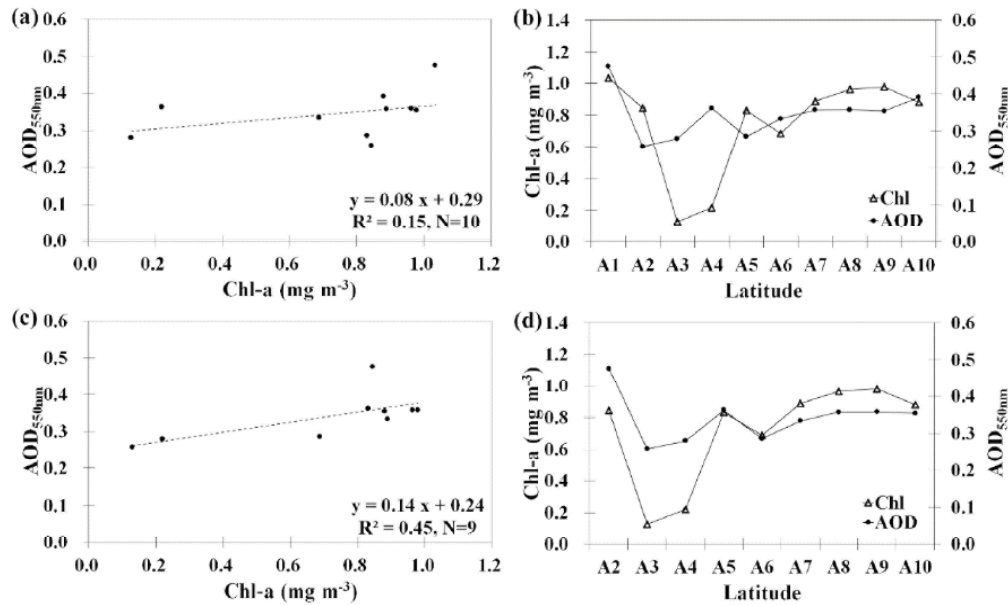 (a)
0.6
0.5
0.4
0.3
0.2
0.1
0.0
AOD550nm
y = 0.08 x + 0.29
R² = 0.15, N=10
0.0 0.2 0.4 0.6 0.8 1.0 1.2
Chl-a (mg m-3)
(b)
1.4
1.2
1.0
0.8
0.6
0.4
0.2
0.0
Chl-a (mg m-3)
0.6
0.5
0.4
0.3
0.2
0.1
0.0
AOD550nm
Chl
AOD
A1 A2 A3 A4 A5 A6 A7 A8 A9 A10
Latitude
(c)
0.6
0.5
0.4
0.3
0.2
0.1
0.0
AOD550nm
y = 0.14 x + 0.24
R² = 0.45, N=9
0.0 0.2 0.4 0.6 0.8 1.0 1.2
Chl-a (mg m-3)
(d)
1.4
1.2
1.0
0.8
0.6
0.4
0.2
0.0
Chl-a (mg m-3)
0.6
0.5
0.4
0.3
0.2
0.1
0.0
AOD550nm
Chl
AOD
A2 A3 A4 A5 A6 A7 A8 A9 A10
Latitude